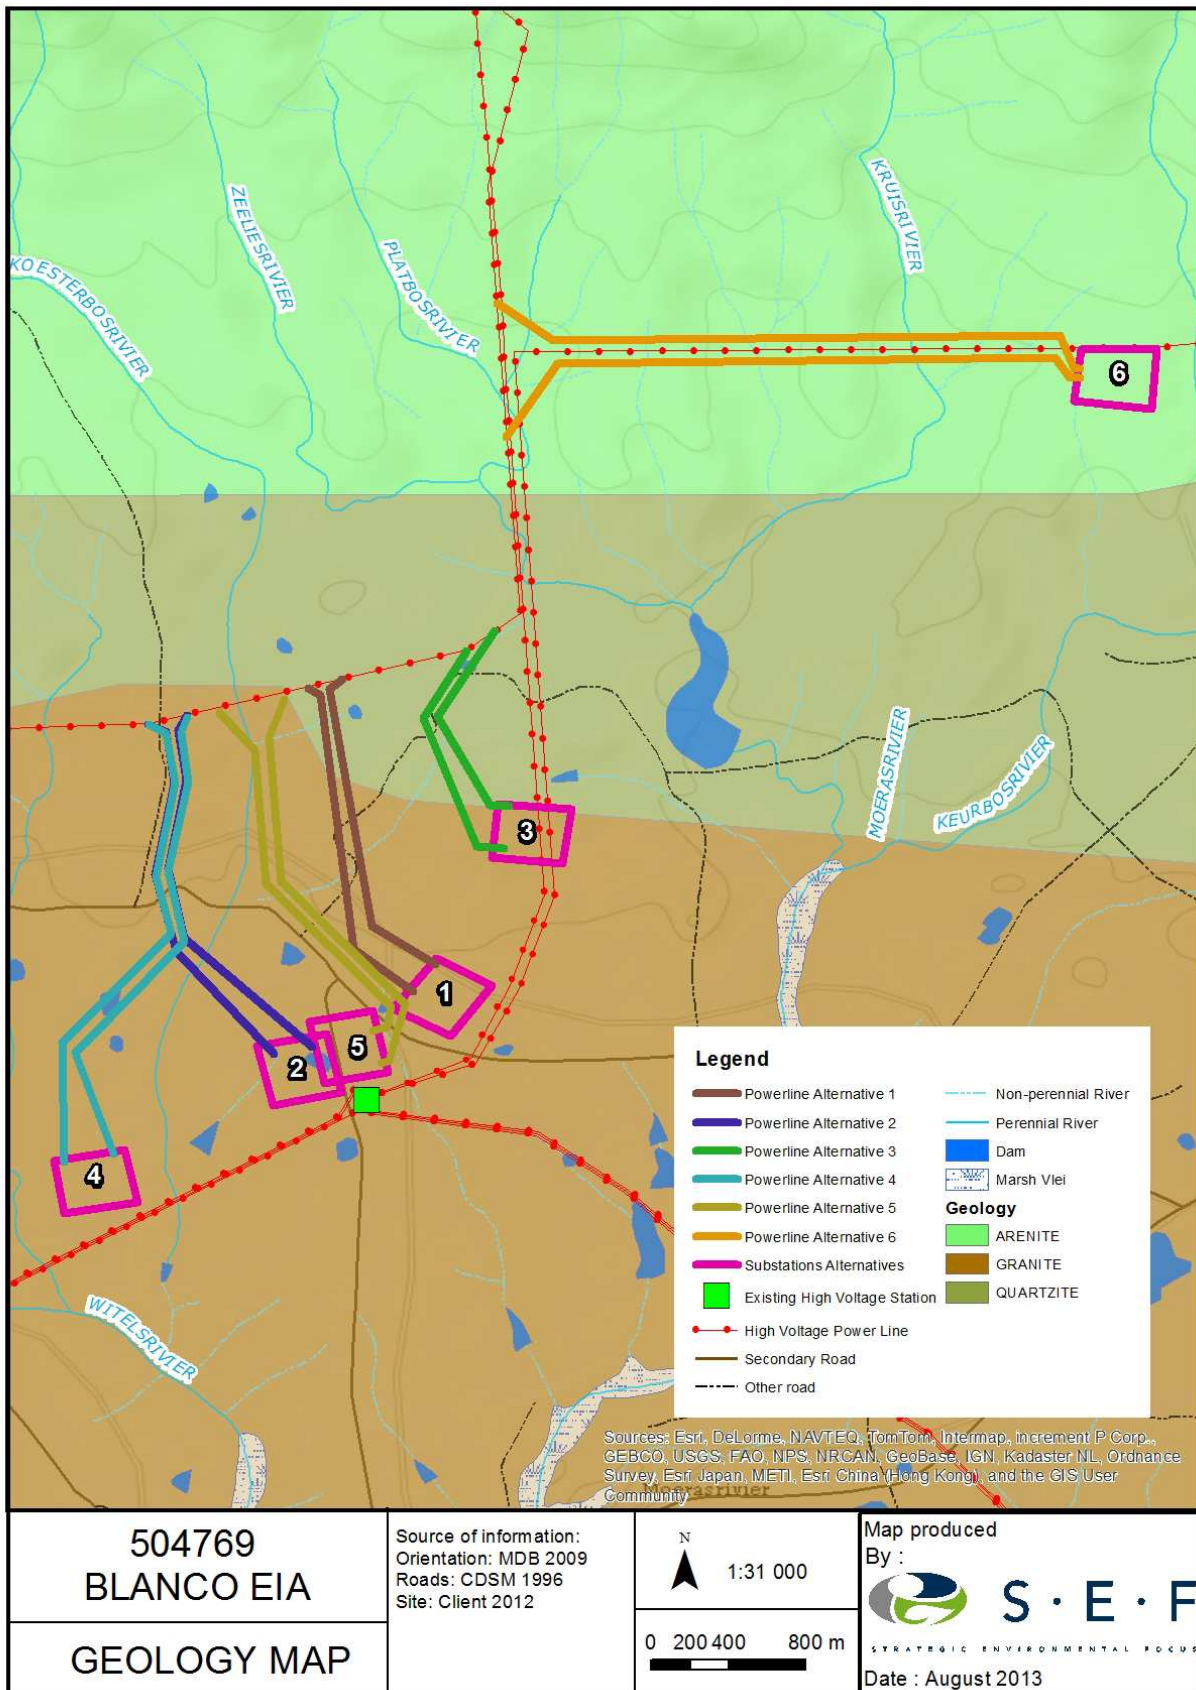 KOESTERBOSRIVIER
ZEELIESRIVIER
PLATBOSRIVIER
KRUISRIVIER
6
MOERASRIVIER
KEURBOSRIVIER
3
1
5
2
4
WITELSRIVIER
Legend
Powerline Alternative 1
Powerline Alternative 2
Powerline Alternative 3
Powerline Alternative 4
Powerline Alternative 5
Powerline Alternative 6
Substations Alternatives
Existing High Voltage Station
High Voltage Power Line
Secondary Road
Other road
Non-perennial River
Perennial River
Dam
Marsh Vlei
Geology
ARENITE
GRANITE
QUARTZITE
Sources: Esri, DeLorme, NAVTEQ, TomTom, Intermap, increment P Corp.,
GEBCO, USGS, FAO, NPS, NRCAN, GeoBase, IGN, Kadaster NL, Ordnance
Survey, Esri Japan, METI, Esri China (Hong Kong), and the GIS User
Community
Moerasrivier
504769
BLANCO EIA
GEOLOGY MAP
Source of information:
Orientation: MDB 2009
Roads: CDSM 1996
Site: Client 2012
N
1:31 000
0 200 400 800 m
Map produced
By :
S · E · F
STRATEGIC ENVIRONMENTAL FOCUS
Date : August 2013